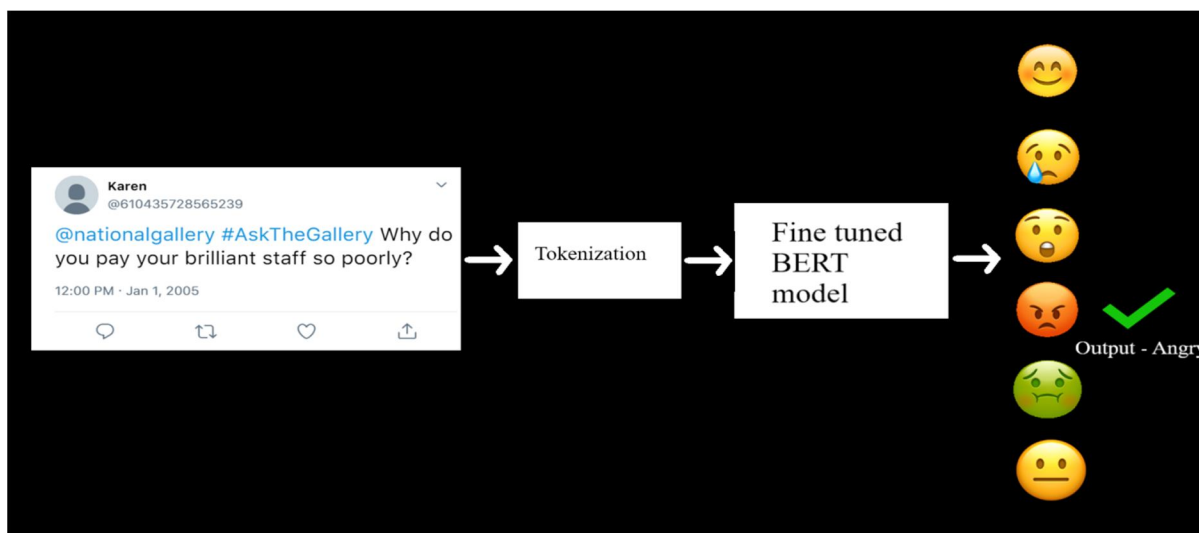 Karen
@610435728565239
@nationalgallery #AskTheGallery Why do
you pay your brilliant staff so poorly?
12:00 PM · Jan 1, 2005
Tokenization
Fine tuned
BERT
model
Output - Angry